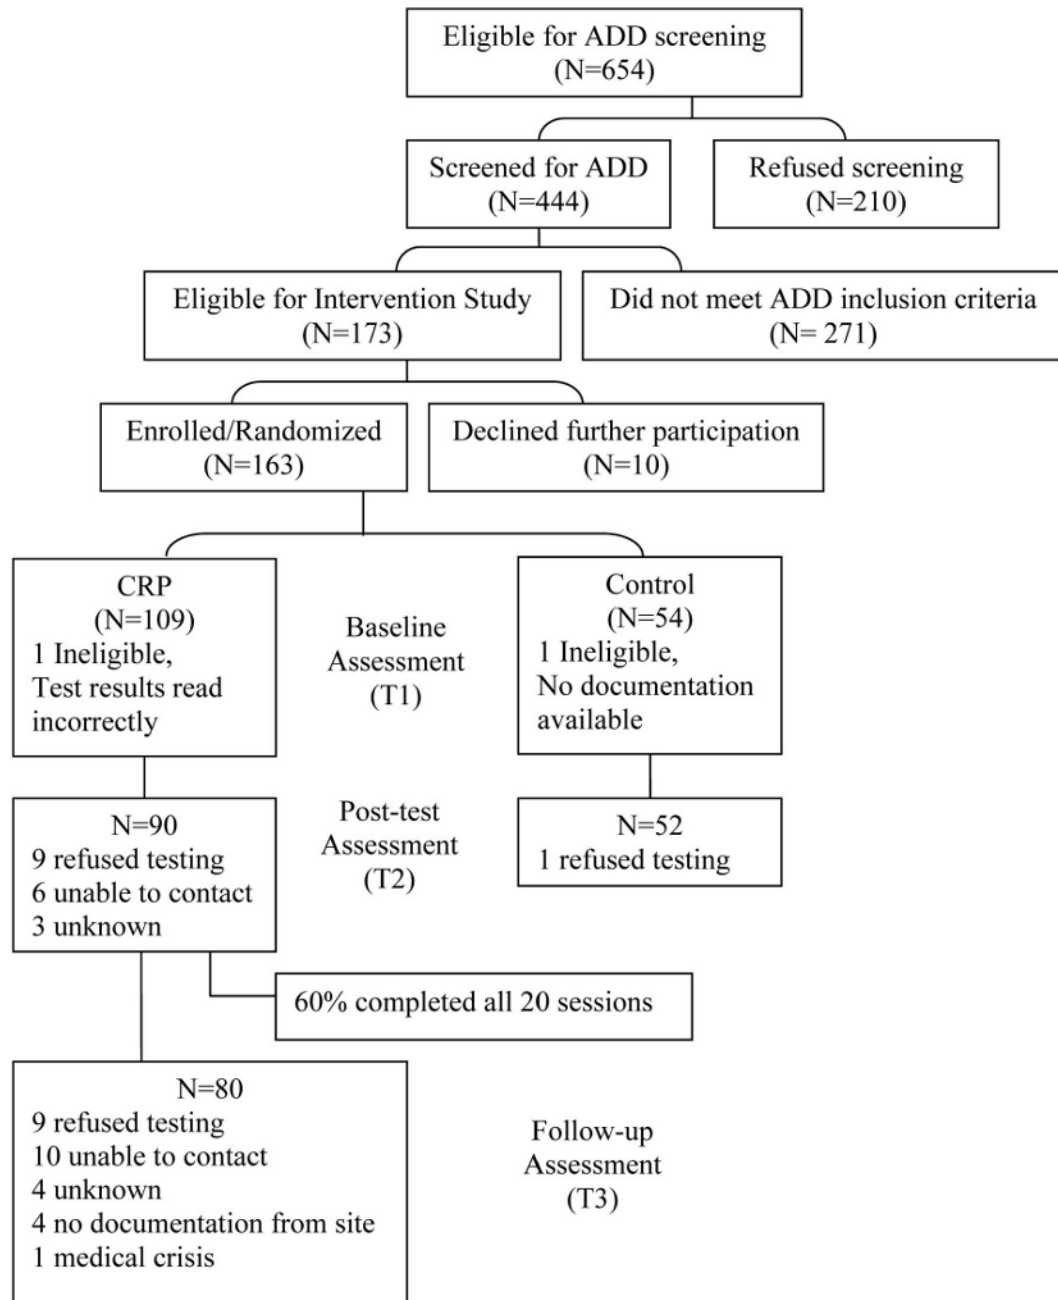 Eligible for ADD screening
(N=654)
Screened for ADD
(N=444)
Refused screening
(N=210)
Eligible for Intervention Study
(N=173)
Did not meet ADD inclusion criteria
(N= 271)
Enrolled/Randomized
(N=163)
Declined further participation
(N=10)
CRP
(N=109)
1 Ineligible,
Test results read
incorrectly
Baseline
Assessment
(T1)
Control
(N=54)
1 Ineligible,
No documentation
available
N=90
9 refused testing
6 unable to contact
3 unknown
Post-test
Assessment
(T2)
N=52
1 refused testing
60% completed all 20 sessions
N=80
9 refused testing
10 unable to contact
4 unknown
4 no documentation from site
1 medical crisis
Follow-up
Assessment
(T3)